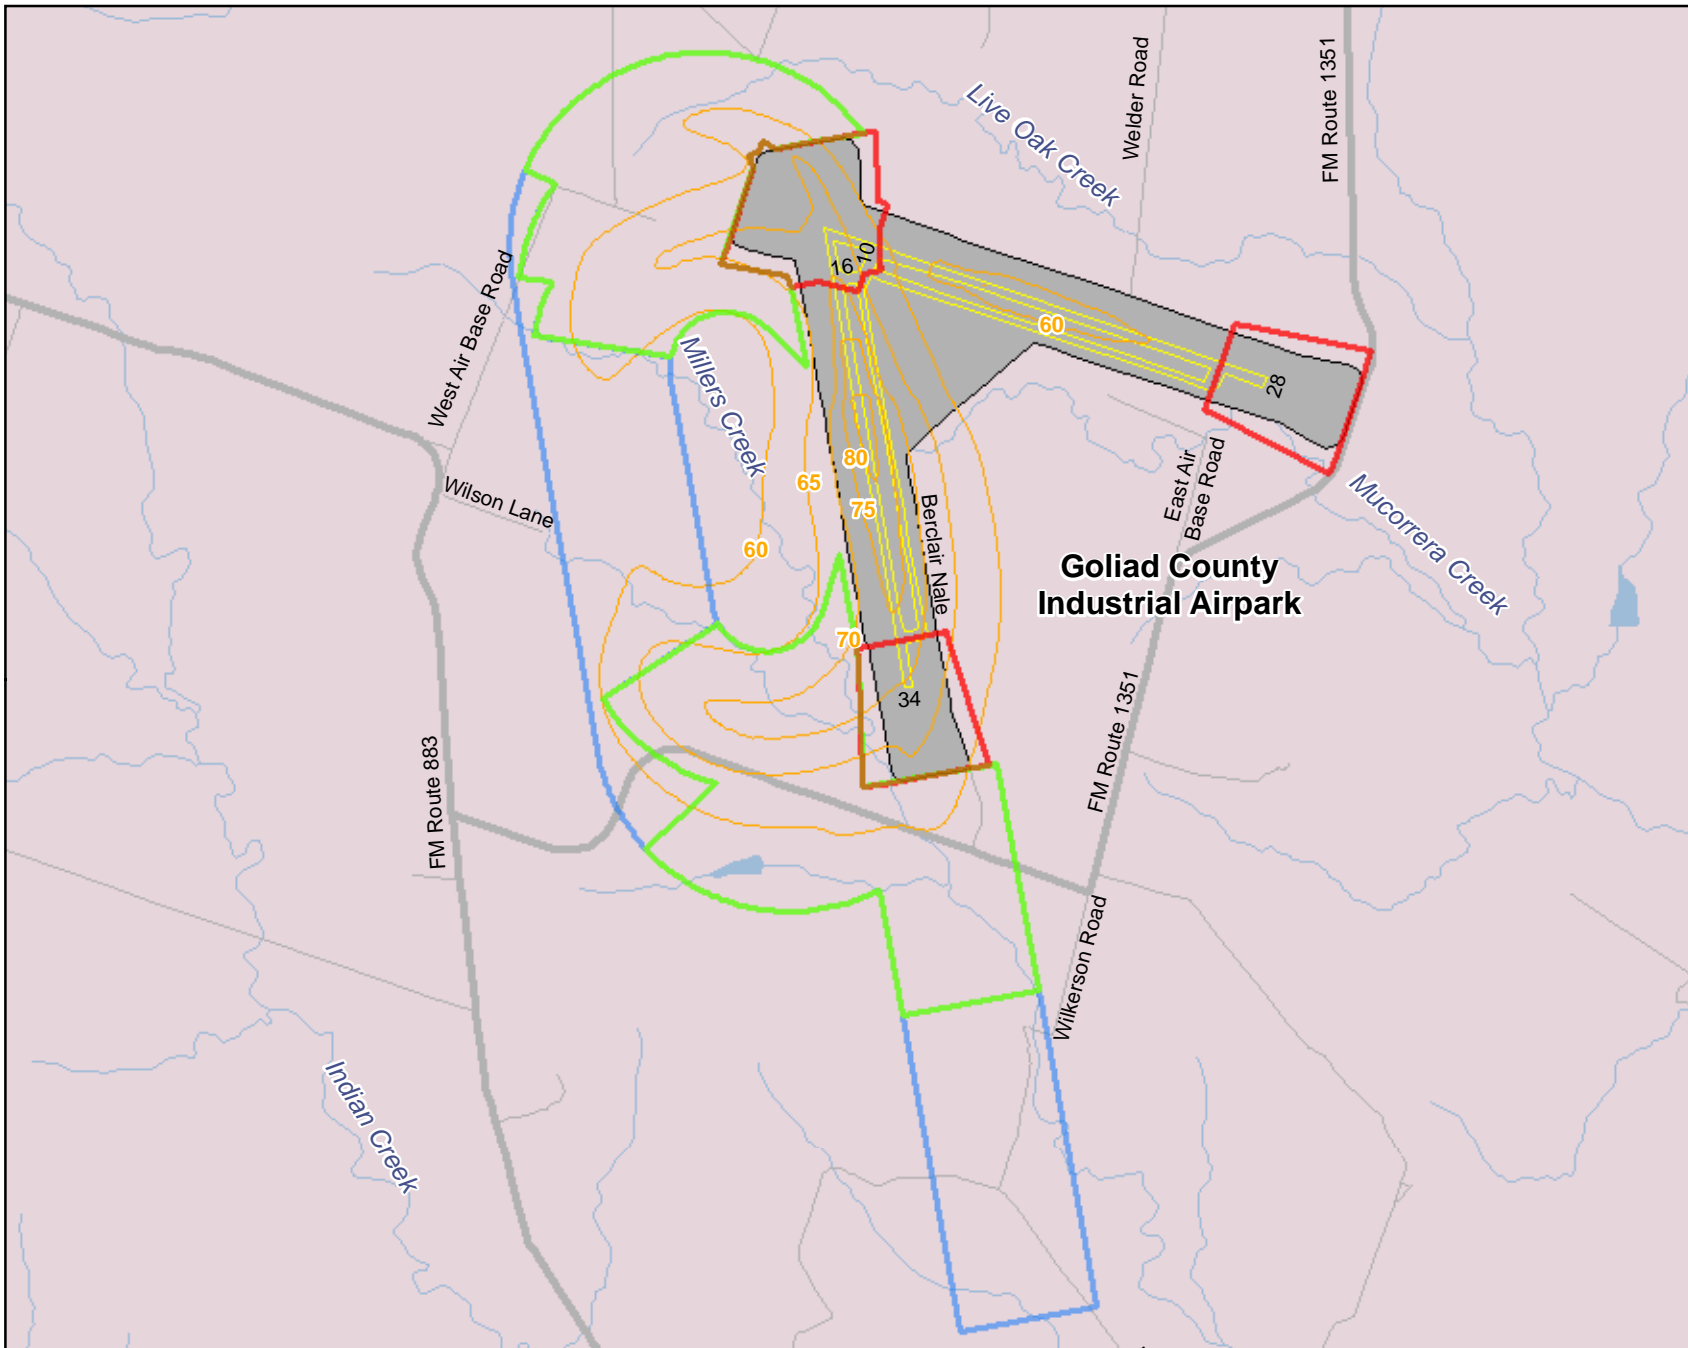 Live Oak Creek
Welder Road
FM Route 1351
West Air Base Road
16
10
60
28
Millers Creek
80
65
75
60
Wilson Lane
Berclair Nale
East Air
Base Road
Mucorrera Creek
Goliad County
Industrial Airpark
70
34
FM Route 1351
FM Route 883
Wilkerson Road
Indian Creek